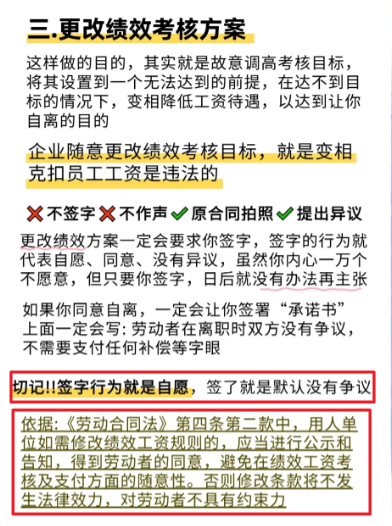 三.更改绩效考核方案
这样做的目的，其实就是故意调高考核目标，
将其设置到一个无法达到的前提，在达不到目
标的情况下，变相降低工资待遇，以达到让你
自离的目的
企业随意更改绩效考核目标，就是变相
克扣员工工资是违法的
❌不签字❌不作声✔原合同拍照✔提出异议
更改绩效方案一定会要求你签字，签字的行为就
代表自愿、同意、没有异议，虽然你内心一万个
不愿意，但只要你签字，日后就没有办法再主张
如果你同意自离，一定会让你签署“承诺书”
上面一定会写: 劳动者在离职时双方没有争议，
不需要支付任何补偿等字眼
切记!!签字行为就是自愿，签了就是默认没有争议
依据:《劳动合同法》第四条第二款中，用人单
位如需修改绩效工资规则的，应当进行公示和
告知，得到劳动者的同意，避免在绩效工资考
核及支付方面的随意性。否则修改条款将不发
生法律效力，对劳动者不具有约束力